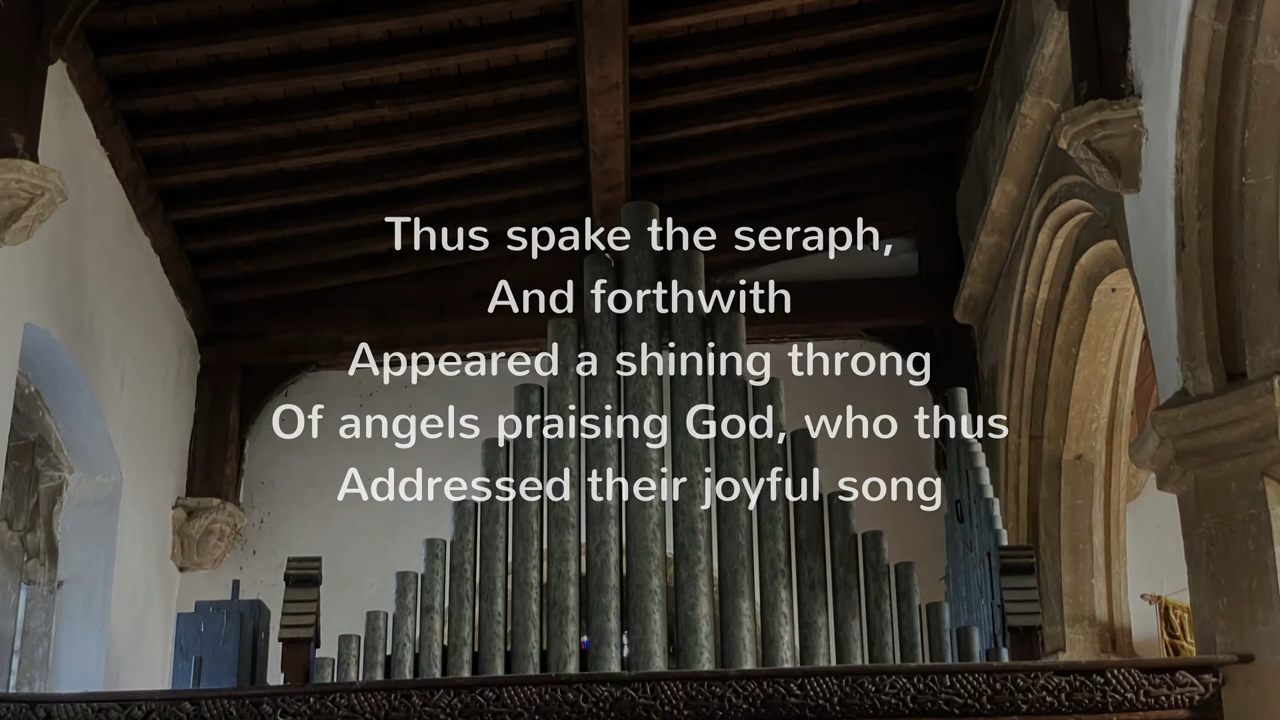 Thus spake the seraph,
And forthwith
Appeared a shining throng
Of angels praising God, who thus
Addressed their joyful song